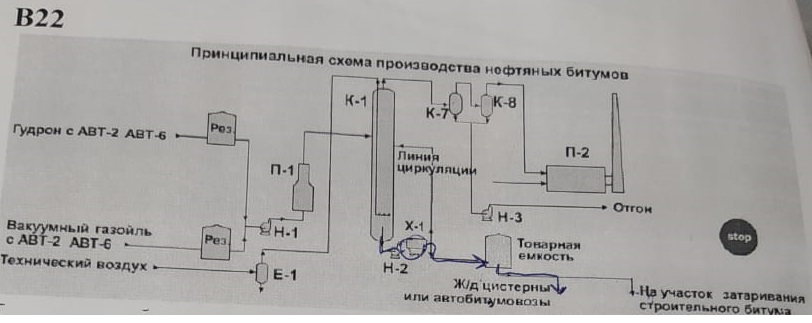 B22
Принципиальная схема производства нефтяных битумов
К-1
К-7
К-8
Гудрон с АВТ-2 АВТ-6
Рез.
П-1
Линия
циркуляции
П-2
Н-1
Н-3
Отгон
Вакуумный газойль
с АВТ-2 АВТ-6
Рез.
Х-1
Товарная
емкость
stop
Технический воздух
Е-1
Н-2
Ж/д цистерны
или автобитумовозы
На участок затаривания
строительного битума